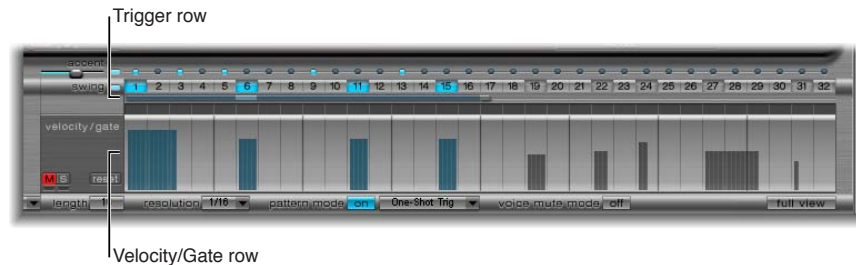 Trigger row
accent
swing 1 2 3 4 5 6 7 8 9 10 11 12 13 14 15 16 17 18 19 20 21 22 23 24 25 26 27 28 29 30 31 32
velocity/gate
M S reset
length resolution 1/16 pattern mode on One-Shot Trig voice mute mode off full view
Velocity/Gate row